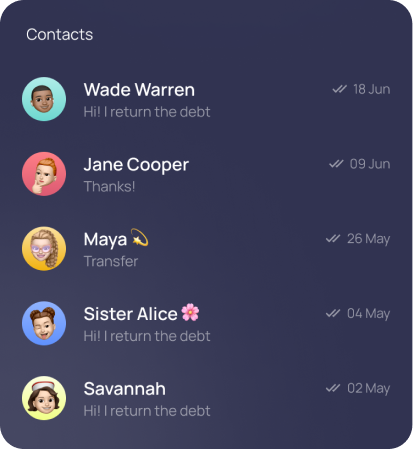 Contacts
Wade Warren 18 Jun
Hi! I return the debt
Jane Cooper 09 Jun
Thanks!
Maya 💫 26 May
Transfer
Sister Alice 🌸 04 May
Hi! I return the debt
Savannah 02 May
Hi! I return the debt